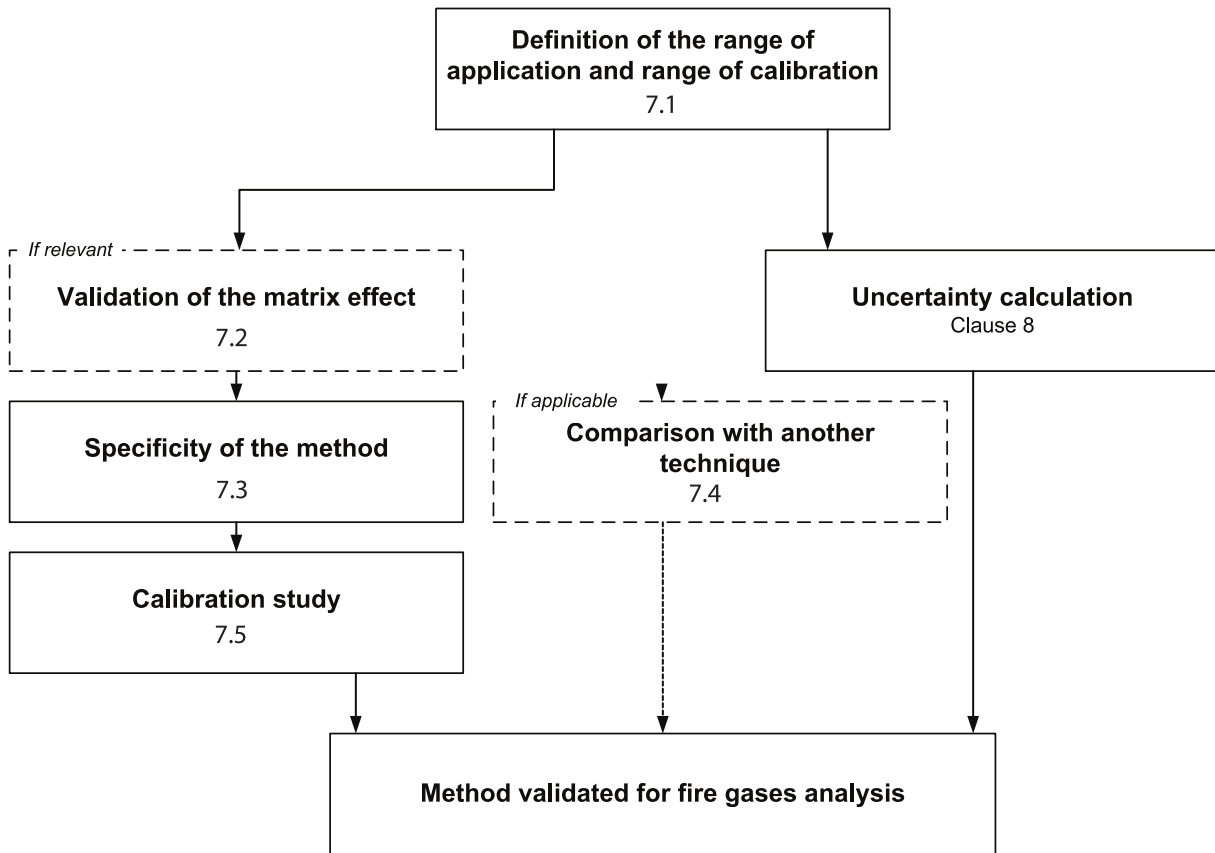 Definition of the range of
application and range of calibration
7.1
If relevant
Validation of the matrix effect
7.2
Uncertainty calculation
Clause 8
Specificity of the method
7.3
If applicable
Comparison with another
technique
7.4
Calibration study
7.5
Method validated for fire gases analysis